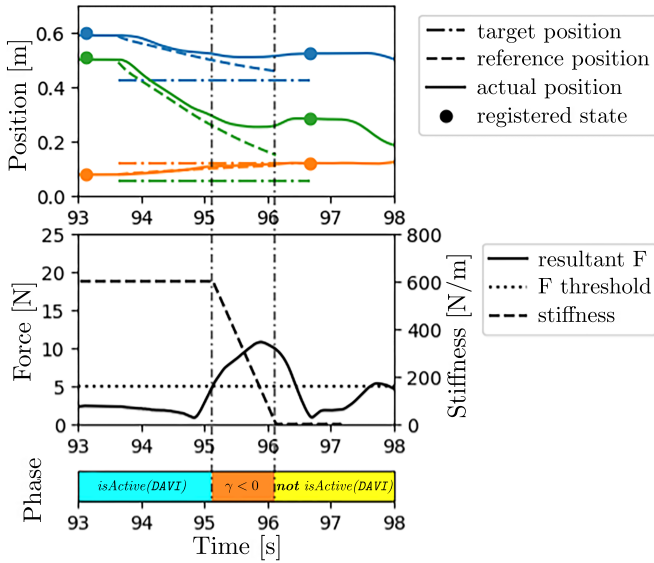 0.6
0.4
0.2
0.0
Position [m]
93 94 95 96 97 98
target position
reference position
actual position
registered state
25
20
15
10
5
0
Force [N]
800
600
400
200
0
Stiffness [N/m]
93 94 95 96 97 98
resultant F
F threshold
stiffness
Phase
isActive(DAVI) γ < 0 not isActive(DAVI)
93 94 95 96 97 98
Time [s]